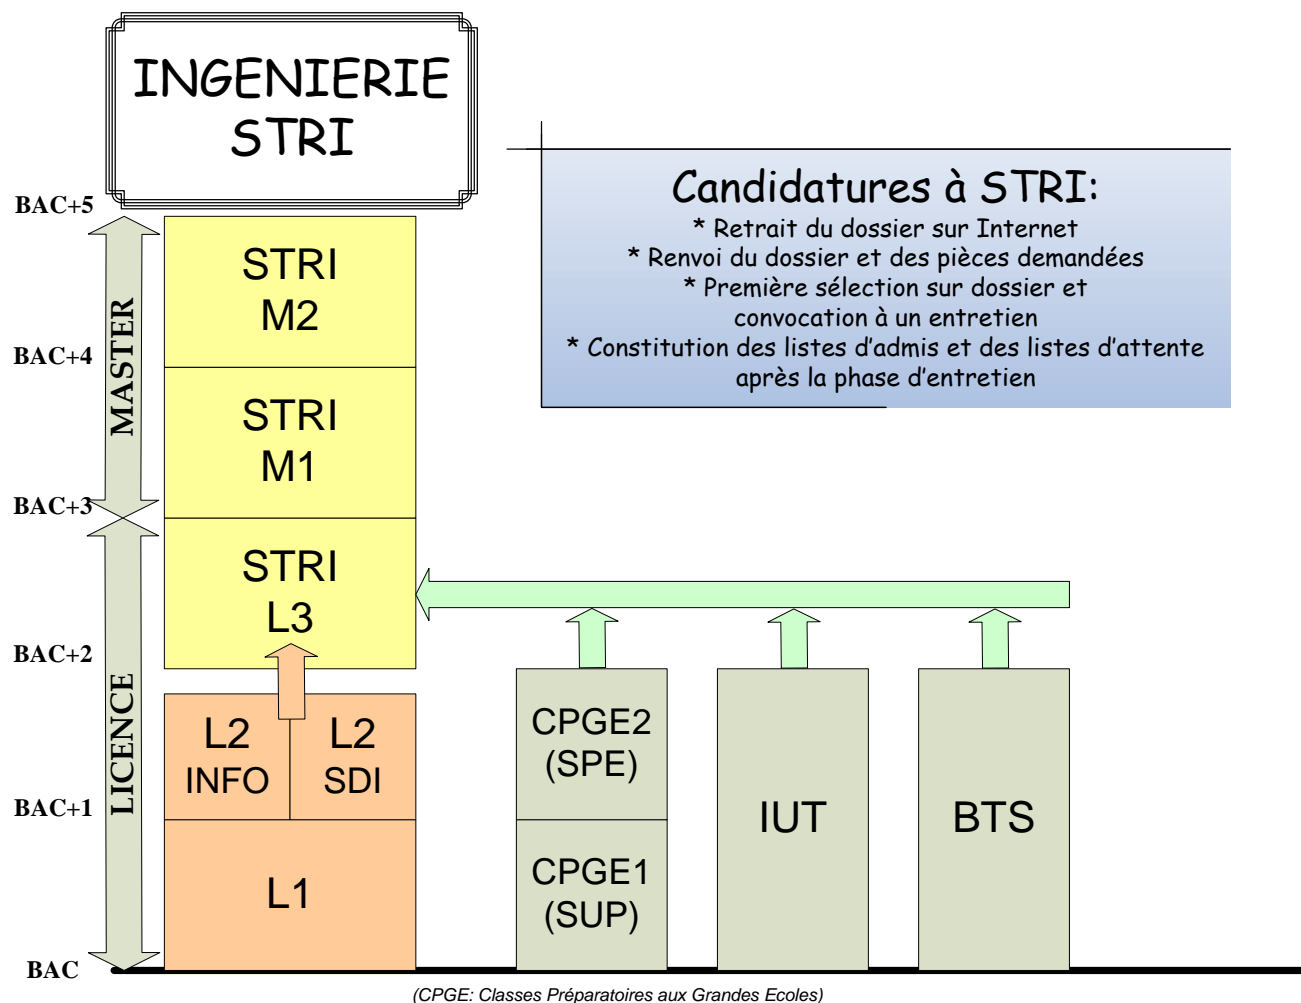 INGENIERIE
STRI
Candidatures à STRI:
* Retrait du dossier sur Internet
* Renvoi du dossier et des pièces demandées
* Première sélection sur dossier et
convocation à un entretien
* Constitution des listes d'admis et des listes d'attente
après la phase d'entretien
BAC+5
STRI
M2
MASTER
BAC+4
STRI
M1
BAC+3
STRI
L3
BAC+2
LICENCE
L2
INFO
L2
SDI
CPGE2
(SPE)
BAC+1
IUT
BTS
L1
CPGE1
(SUP)
BAC
(CPGE: Classes Préparatoires aux Grandes Ecoles)